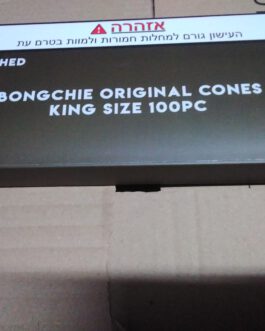 אזהרה
העישון גורם למחלות חמורות ולמוות בטרם עת
HED
BONGCHIE ORIGINAL CONES
KING SIZE 100PC